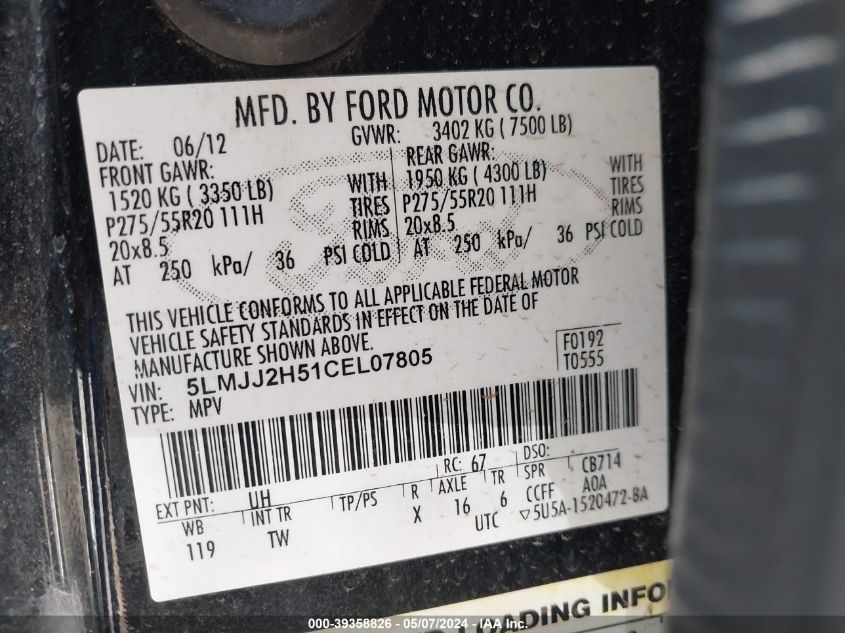 MFD. BY FORD MOTOR CO.
DATE: 06/12 GVWR: 3402 KG ( 7500 LB)
FRONT GAWR: REAR GAWR:
1520 KG ( 3350 LB) WITH 1950 KG ( 4300 LB) WITH
P275/55R20 111H TIRES P275/55R20 111H TIRES
20x8.5 RIMS 20x8.5 RIMS
AT 250 kPa/ 36 PSI COLD AT 250 kPa/ 36 PSI COLD
THIS VEHICLE CONFORMS TO ALL APPLICABLE FEDERAL MOTOR
VEHICLE SAFETY STANDARDS IN EFFECT ON THE DATE OF
MANUFACTURE SHOWN ABOVE.
F0192
VIN: 5LMJJ2H51CEL07805 T0555
TYPE: MPV
EXT PNT: UH RC: 67 DSO:
WB INT TR TP/PS R AXLE TR SPR CB714
119 TW X 16 6 CCFF A0A
UTC ▽5U5A-1520472-BA
LOADING INFO
000-39358826 - 05/07/2024 - iaai.com